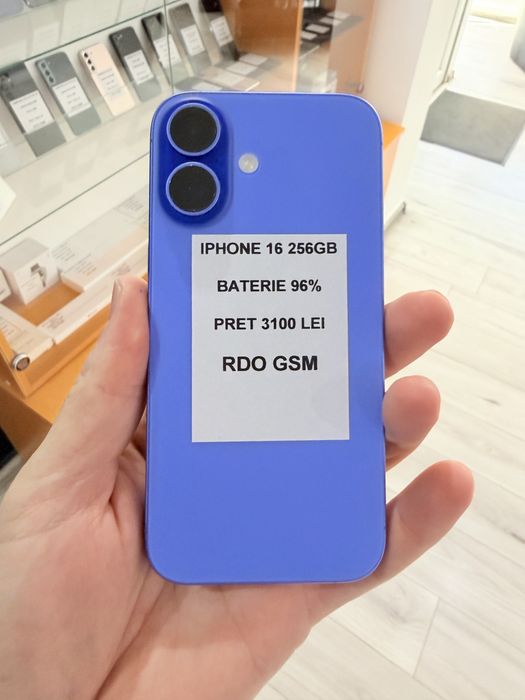 IPHONE 16 256GB
BATERIE 96%
PRET 3100 LEI
RDO GSM